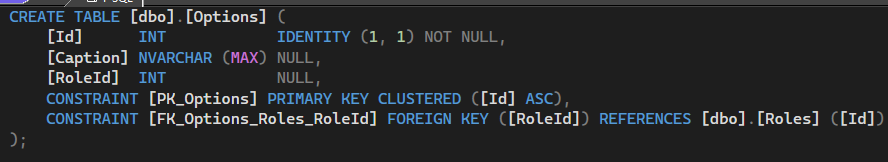 CREATE TABLE [dbo].[Options] (
    [Id]      INT            IDENTITY (1, 1) NOT NULL,
    [Caption] NVARCHAR (MAX) NULL,
    [RoleId]  INT            NULL,
    CONSTRAINT [PK_Options] PRIMARY KEY CLUSTERED ([Id] ASC),
    CONSTRAINT [FK_Options_Roles_RoleId] FOREIGN KEY ([RoleId]) REFERENCES [dbo].[Roles] ([Id])
);